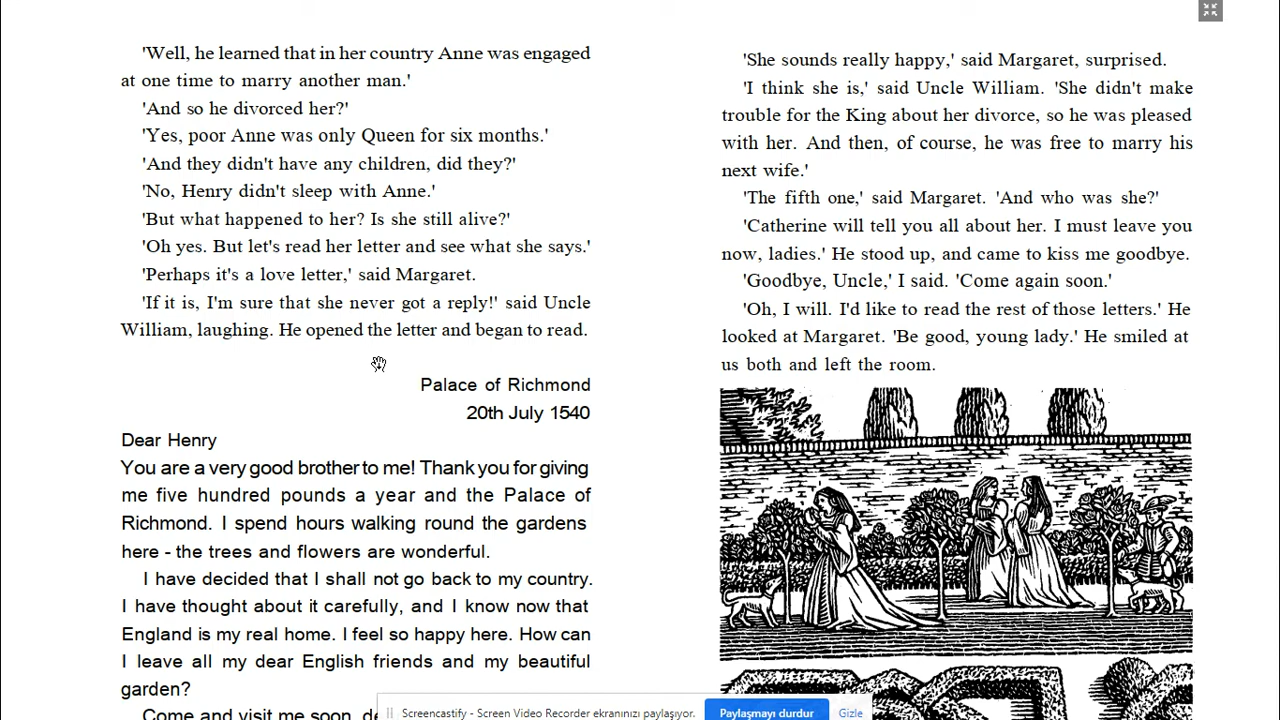 'Well, he learned that in her country Anne was engaged
at one time to marry another man.'
'And so he divorced her?'
'Yes, poor Anne was only Queen for six months.'
'And they didn't have any children, did they?'
'No, Henry didn't sleep with Anne.'
'But what happened to her? Is she still alive?'
'Oh yes. But let's read her letter and see what she says.'
'Perhaps it's a love letter,' said Margaret.
'If it is, I'm sure that she never got a reply!' said Uncle
William, laughing. He opened the letter and began to read.
Palace of Richmond
20th July 1540
Dear Henry
You are a very good brother to me! Thank you for giving
me five hundred pounds a year and the Palace of
Richmond. I spend hours walking round the gardens
here - the trees and flowers are wonderful.
I have decided that I shall not go back to my country.
I have thought about it carefully, and I know now that
England is my real home. I feel so happy here. How can
I leave all my dear English friends and my beautiful
garden?
Come and visit me soon,
'She sounds really happy,' said Margaret, surprised.
'I think she is,' said Uncle William. 'She didn't make
trouble for the King about her divorce, so he was pleased
with her. And then, of course, he was free to marry his
next wife.'
'The fifth one,' said Margaret. 'And who was she?'
'Catherine will tell you all about her. I must leave you
now, ladies.' He stood up, and came to kiss me goodbye.
'Goodbye, Uncle,' I said. 'Come again soon.'
'Oh, I will. I'd like to read the rest of those letters.' He
looked at Margaret. 'Be good, young lady.' He smiled at
us both and left the room.
Screencastify - Screen Video Recorder ekranınızı paylaşıyor.
Paylaşmayı durdur
Gizle